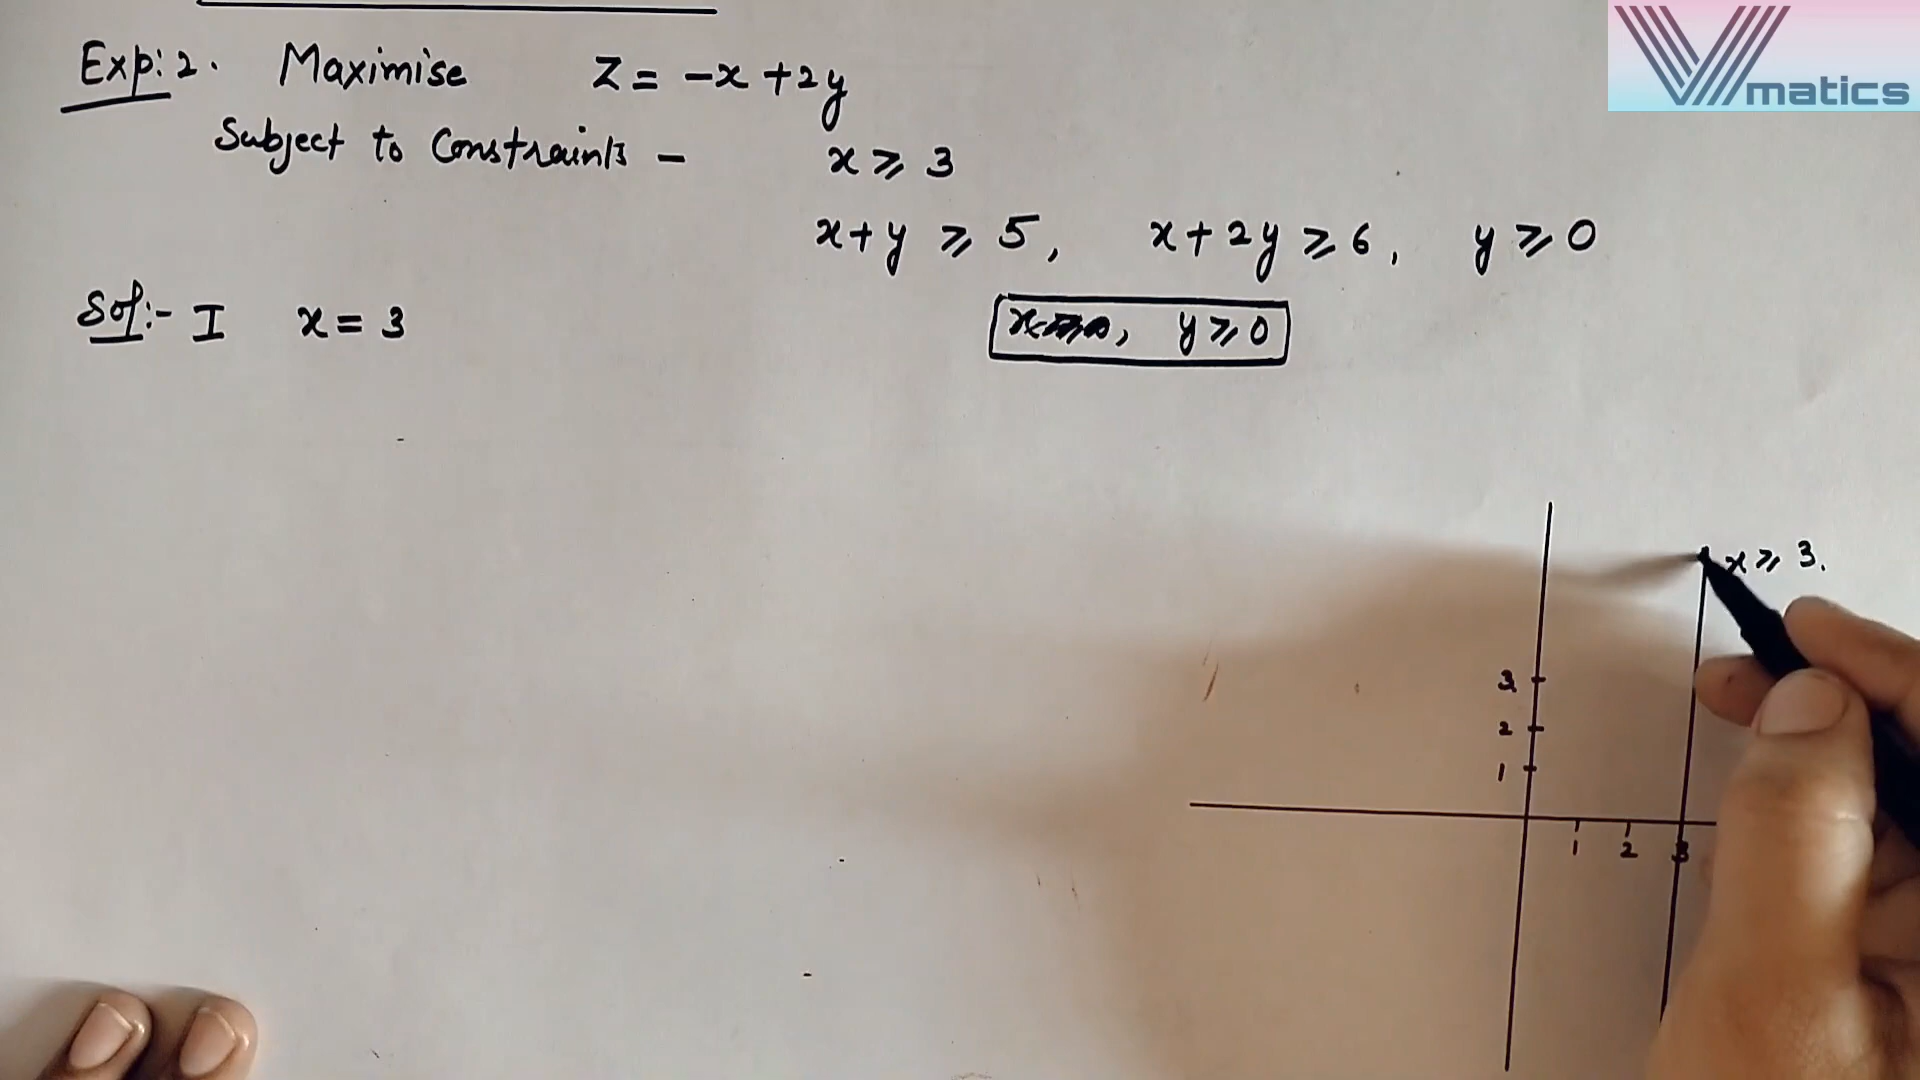 Exp: 2. Maximise Z = -x + 2y
Subject to Constraints - x ⩾ 3
x + y ⩾ 5, x + 2y ⩾ 6, y ⩾ 0
Sol:- I x = 3
y ⩾ 0
x ⩾ 3.
3
2
1
1 2 3
Vmatics